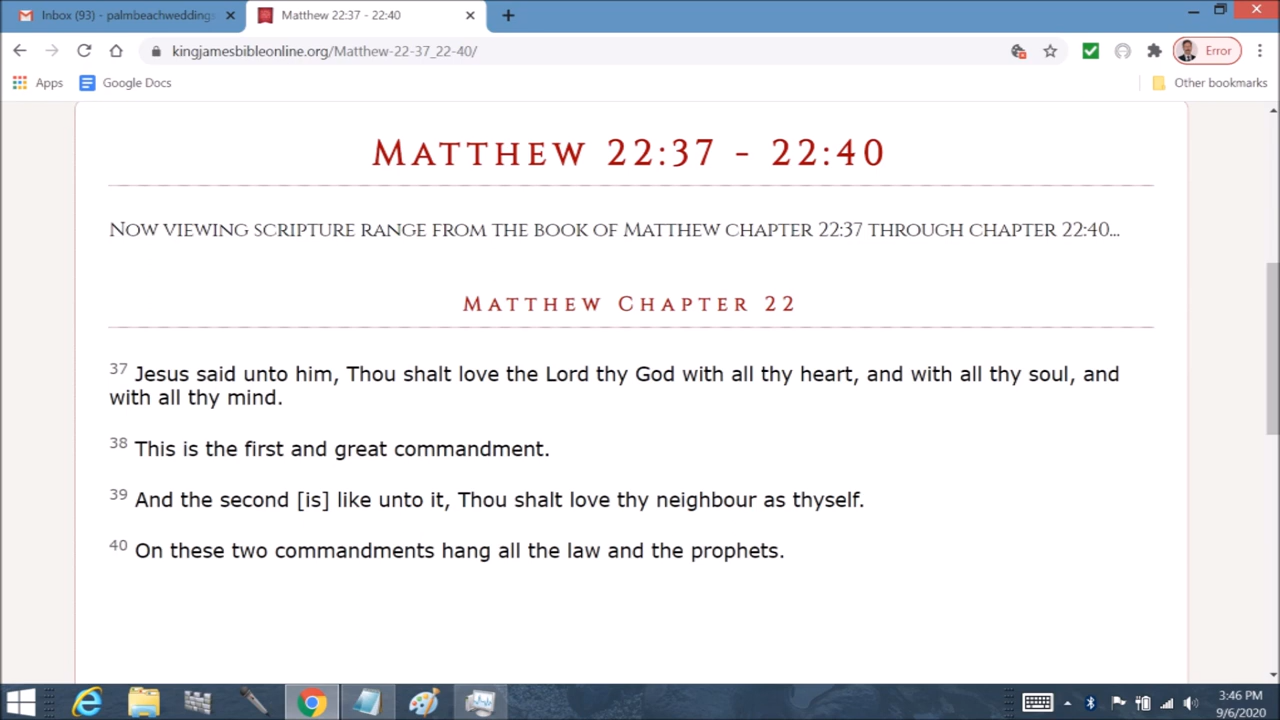 Inbox (93) - palmbeachwedding
Matthew 22:37 - 22:40
kingjamesbibleonline.org/Matthew-22-37_22-40/
Error
Apps
Google Docs
Other bookmarks
Matthew 22:37 - 22:40
Now viewing scripture range from the book of Matthew chapter 22:37 through chapter 22:40...
Matthew Chapter 22
37 Jesus said unto him, Thou shalt love the Lord thy God with all thy heart, and with all thy soul, and
with all thy mind.
38 This is the first and great commandment.
39 And the second [is] like unto it, Thou shalt love thy neighbour as thyself.
40 On these two commandments hang all the law and the prophets.
3:46 PM
9/6/2020